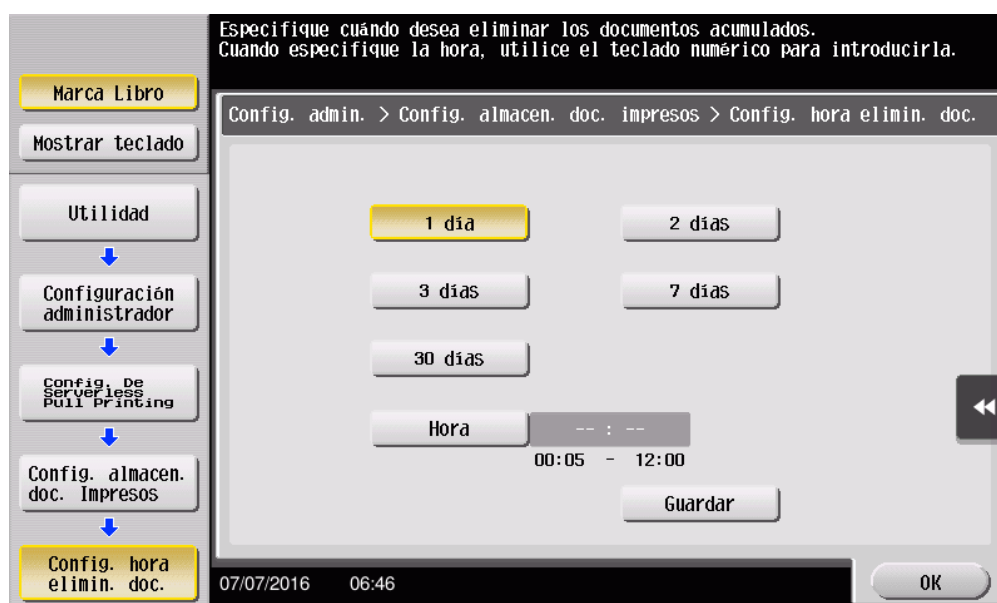 Especifique cuándo desea eliminar los documentos acumulados.
Cuando especifique la hora, utilice el teclado numérico para introducirla.
Marca Libro
Mostrar teclado
Utilidad
Configuración
administrador
Config. De
Serverless
Pull Printing
Config. almacen.
doc. Impresos
Config. hora
elimin. doc.
Config. admin. > Config. almacen. doc. impresos > Config. hora elimin. doc.
1 día
2 días
3 días
7 días
30 días
Hora
-- : --
00:05 - 12:00
Guardar
07/07/2016 06:46
OK